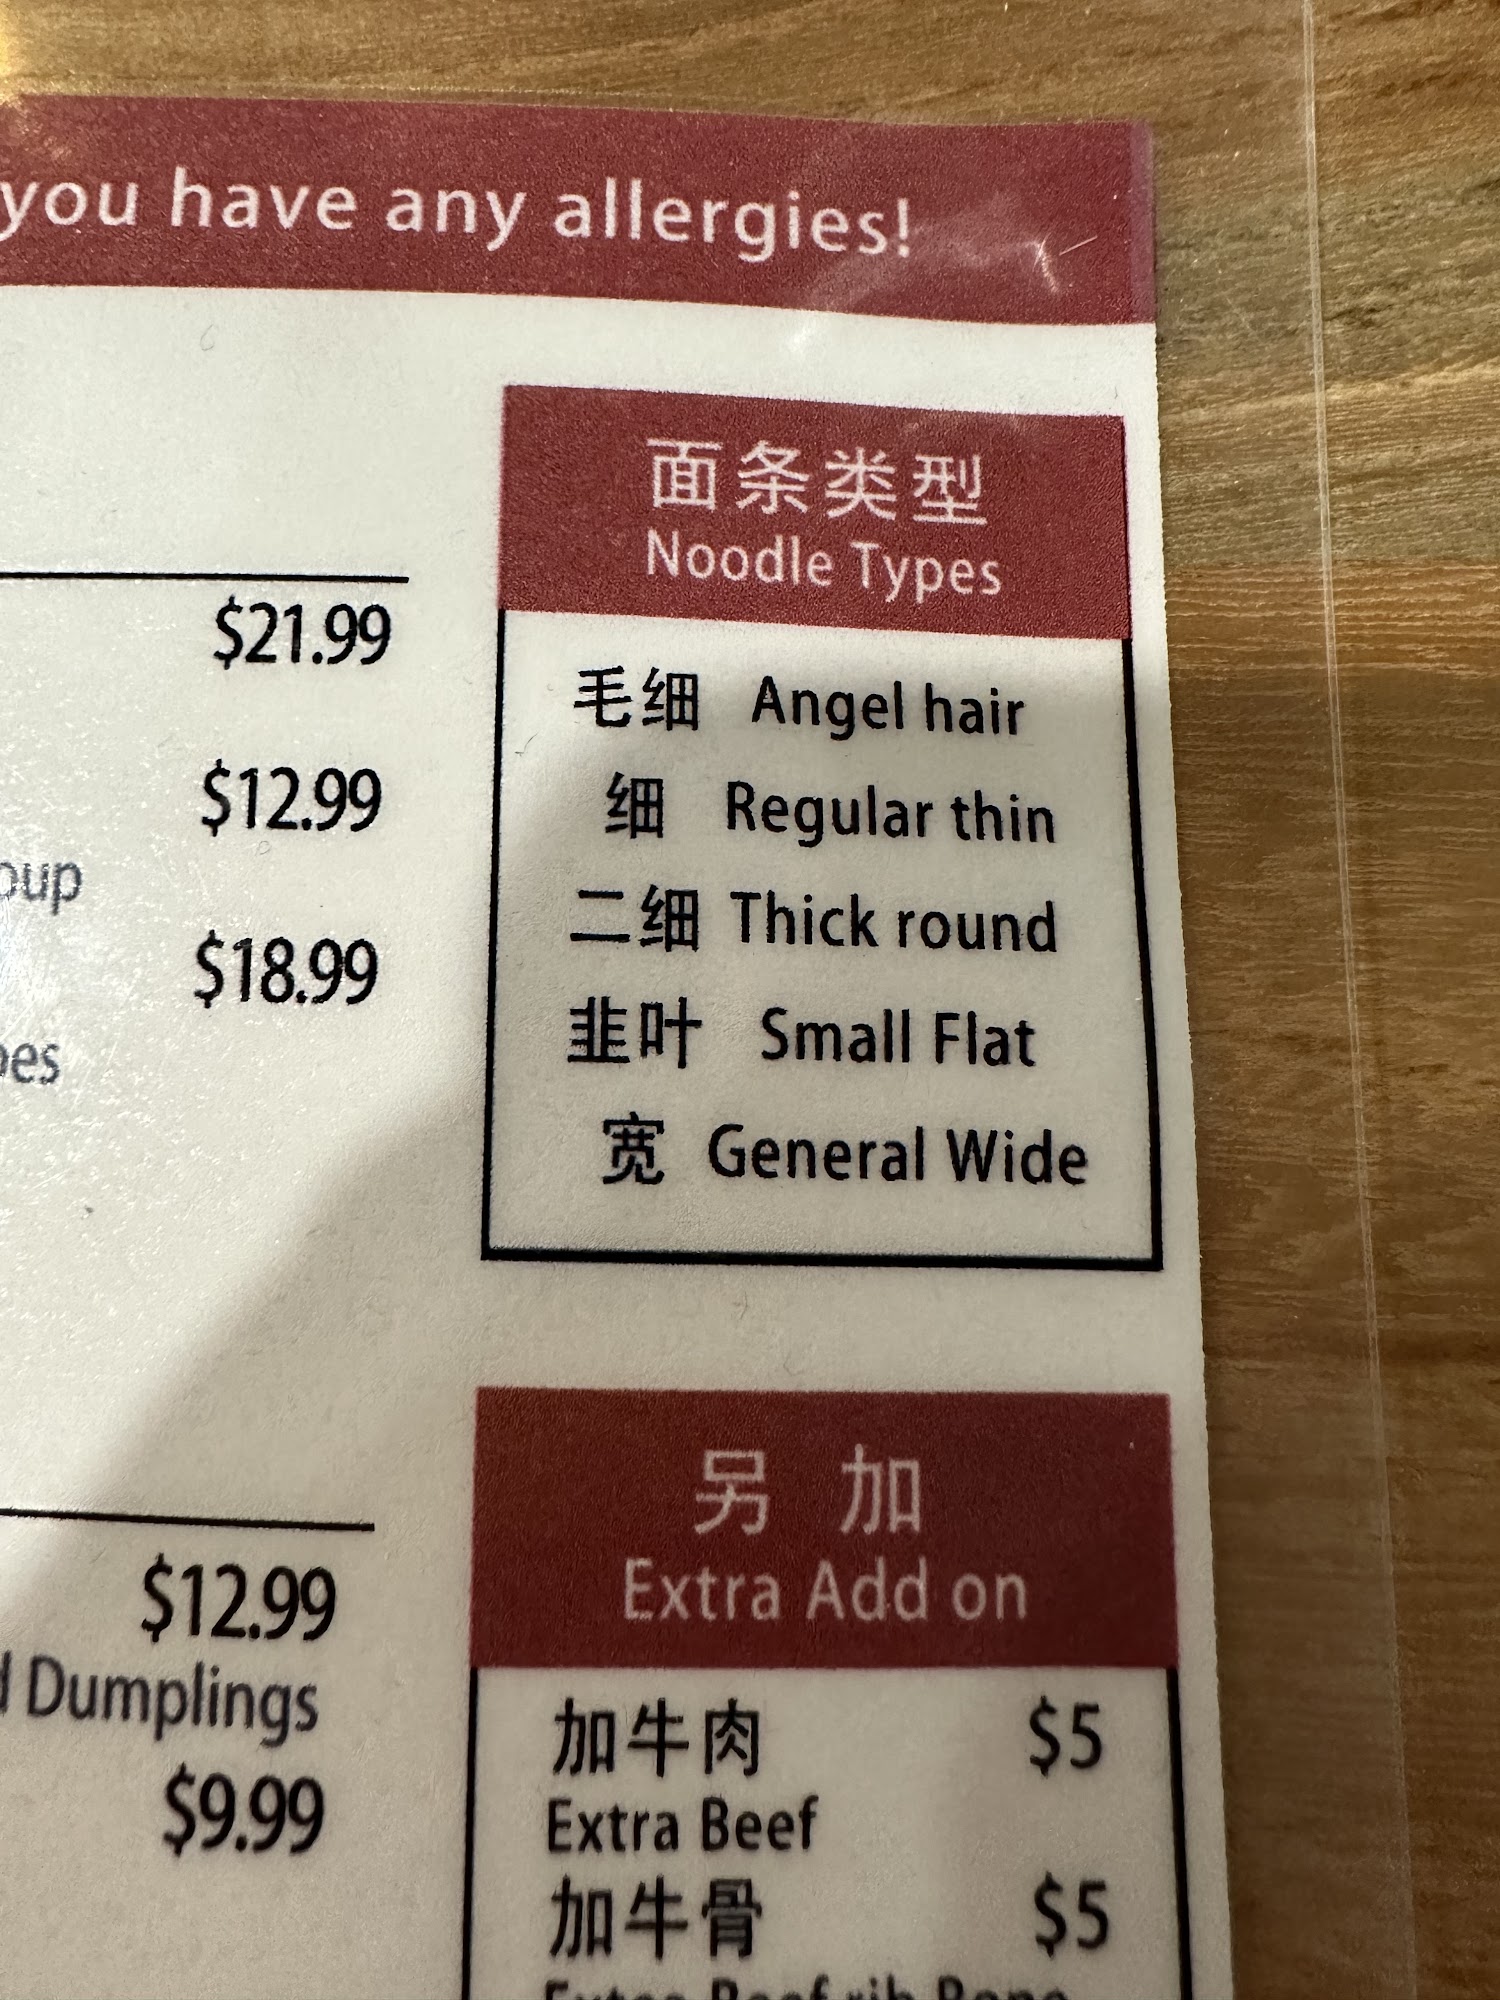 you have any allergies!
$21.99
$12.99
$18.99
$12.99
Dumplings
$9.99
面条类型
Noodle Types
毛细 Angel hair
细 Regular thin
二细 Thick round
韭叶 Small Flat
宽 General Wide
另 加
Extra Add on
加牛肉 $5
Extra Beef
加牛骨 $5